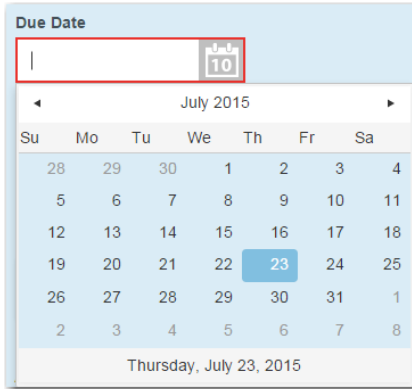 Due Date
10
◄ July 2015 ►
Su Mo Tu We Th Fr Sa
28 29 30 1 2 3 4
5 6 7 8 9 10 11
12 13 14 15 16 17 18
19 20 21 22 23 24 25
26 27 28 29 30 31 1
2 3 4 5 6 7 8
Thursday, July 23, 2015